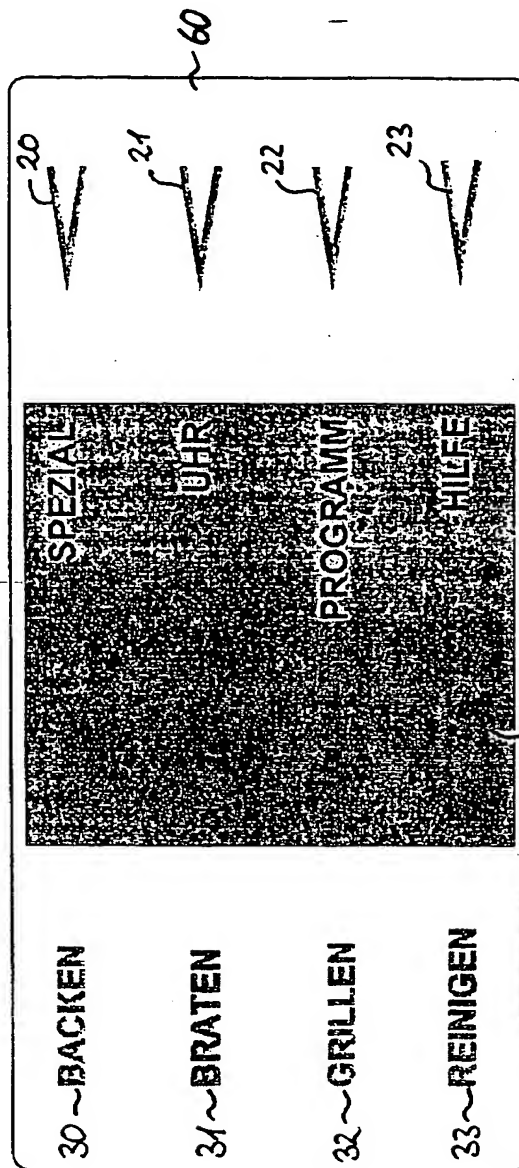 30 ~ BACKEN SPEZIAL 20
31 ~ BRATEN UHR 21
~ 60
32 ~ GRILLEN PROGRAMM 22
33 ~ REINIGEN HILFE 23